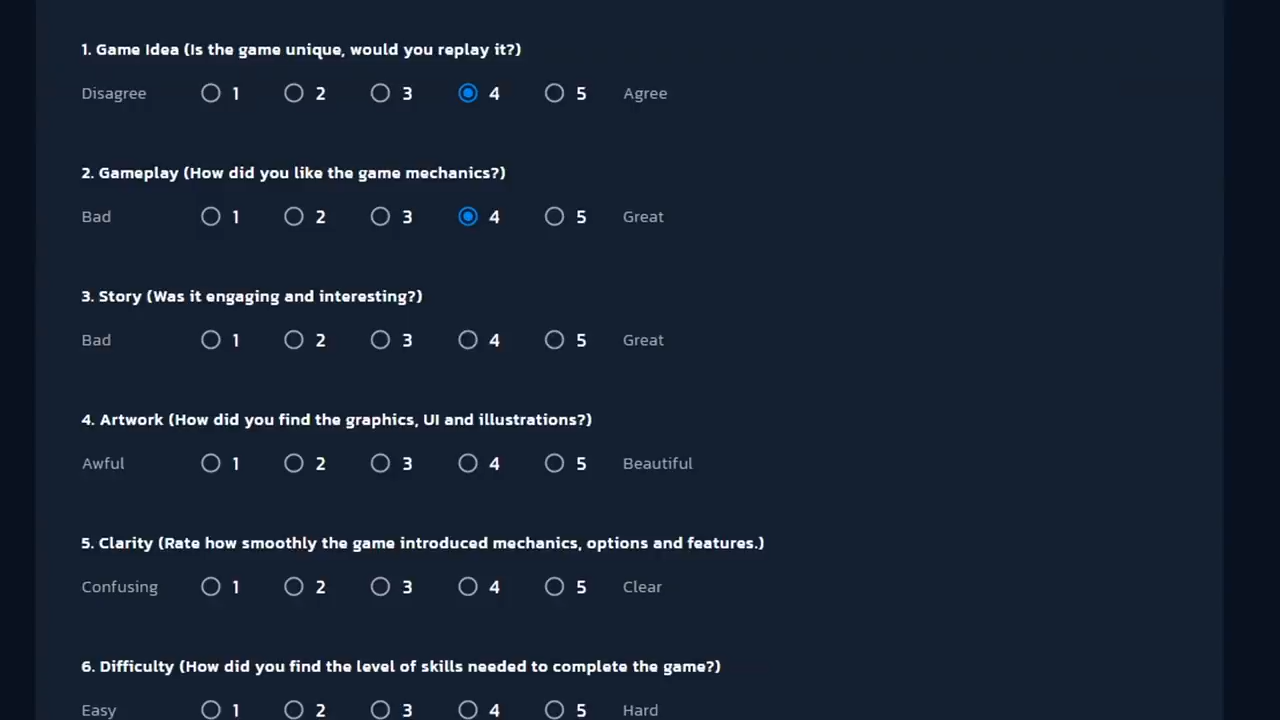 1. Game Idea (Is the game unique, would you replay it?)
Disagree 1 2 3 4 5 Agree
2. Gameplay (How did you like the game mechanics?)
Bad 1 2 3 4 5 Great
3. Story (Was it engaging and interesting?)
Bad 1 2 3 4 5 Great
4. Artwork (How did you find the graphics, UI and illustrations?)
Awful 1 2 3 4 5 Beautiful
5. Clarity (Rate how smoothly the game introduced mechanics, options and features.)
Confusing 1 2 3 4 5 Clear
6. Difficulty (How did you find the level of skills needed to complete the game?)
Easy 1 2 3 4 5 Hard